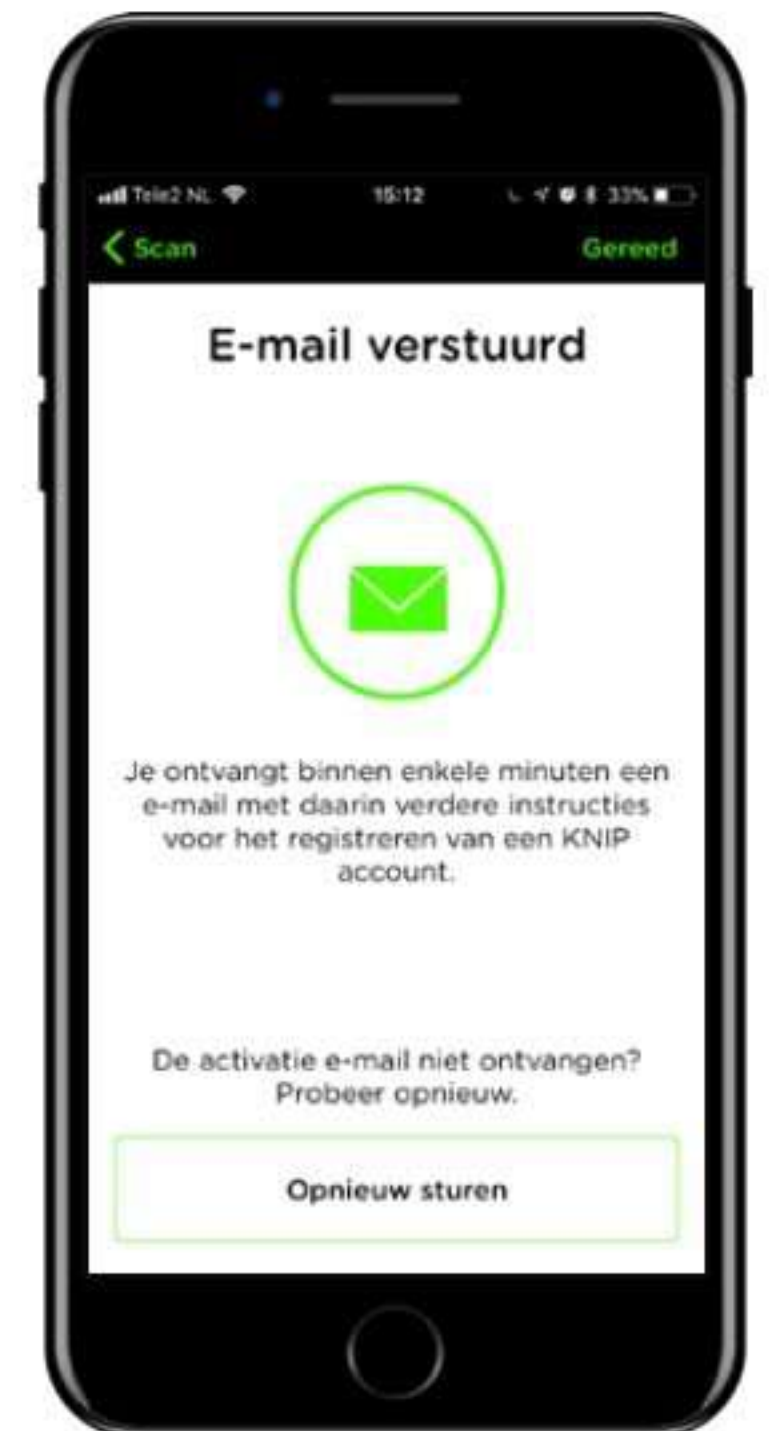 Tele2 NL 15:12 33%
Scan Gereed
E-mail verstuurd
Je ontvangt binnen enkele minuten een
e-mail met daarin verdere instructies
voor het registreren van een KNIP
account.
De activatie e-mail niet ontvangen?
Probeer opnieuw.
Opnieuw sturen